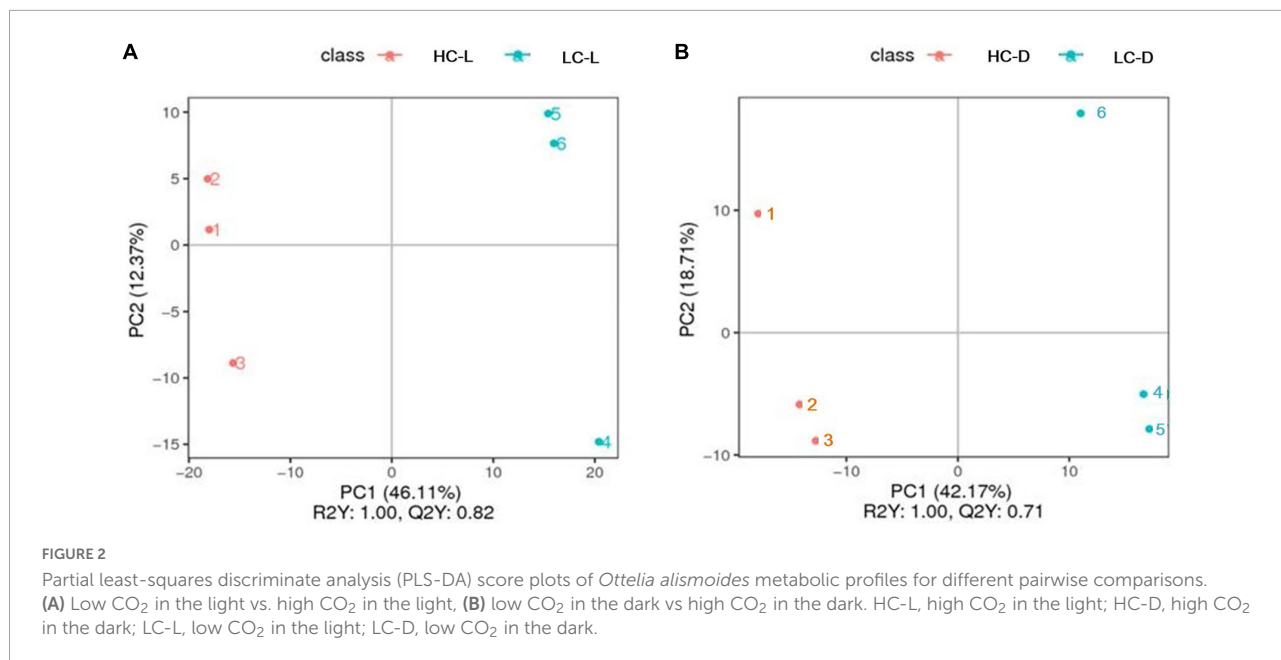 A
class HC-L LC-L
10
5
0
−5
−10
−15
PC2 (12.37%)
5
6
2
1
3
4
−20 −10 0 10 20
PC1 (46.11%)
R2Y: 1.00, Q2Y: 0.82
B
class HC-D LC-D
10
0
−10
PC2 (18.71%)
6
1
2
3
4
5
−10 0 10
PC1 (42.17%)
R2Y: 1.00, Q2Y: 0.71
FIGURE 2
Partial least-squares discriminate analysis (PLS-DA) score plots of Ottelia alismoides metabolic profiles for different pairwise comparisons.
(A) Low CO2 in the light vs. high CO2 in the light, (B) low CO2 in the dark vs high CO2 in the dark. HC-L, high CO2 in the light; HC-D, high CO2
in the dark; LC-L, low CO2 in the light; LC-D, low CO2 in the dark.